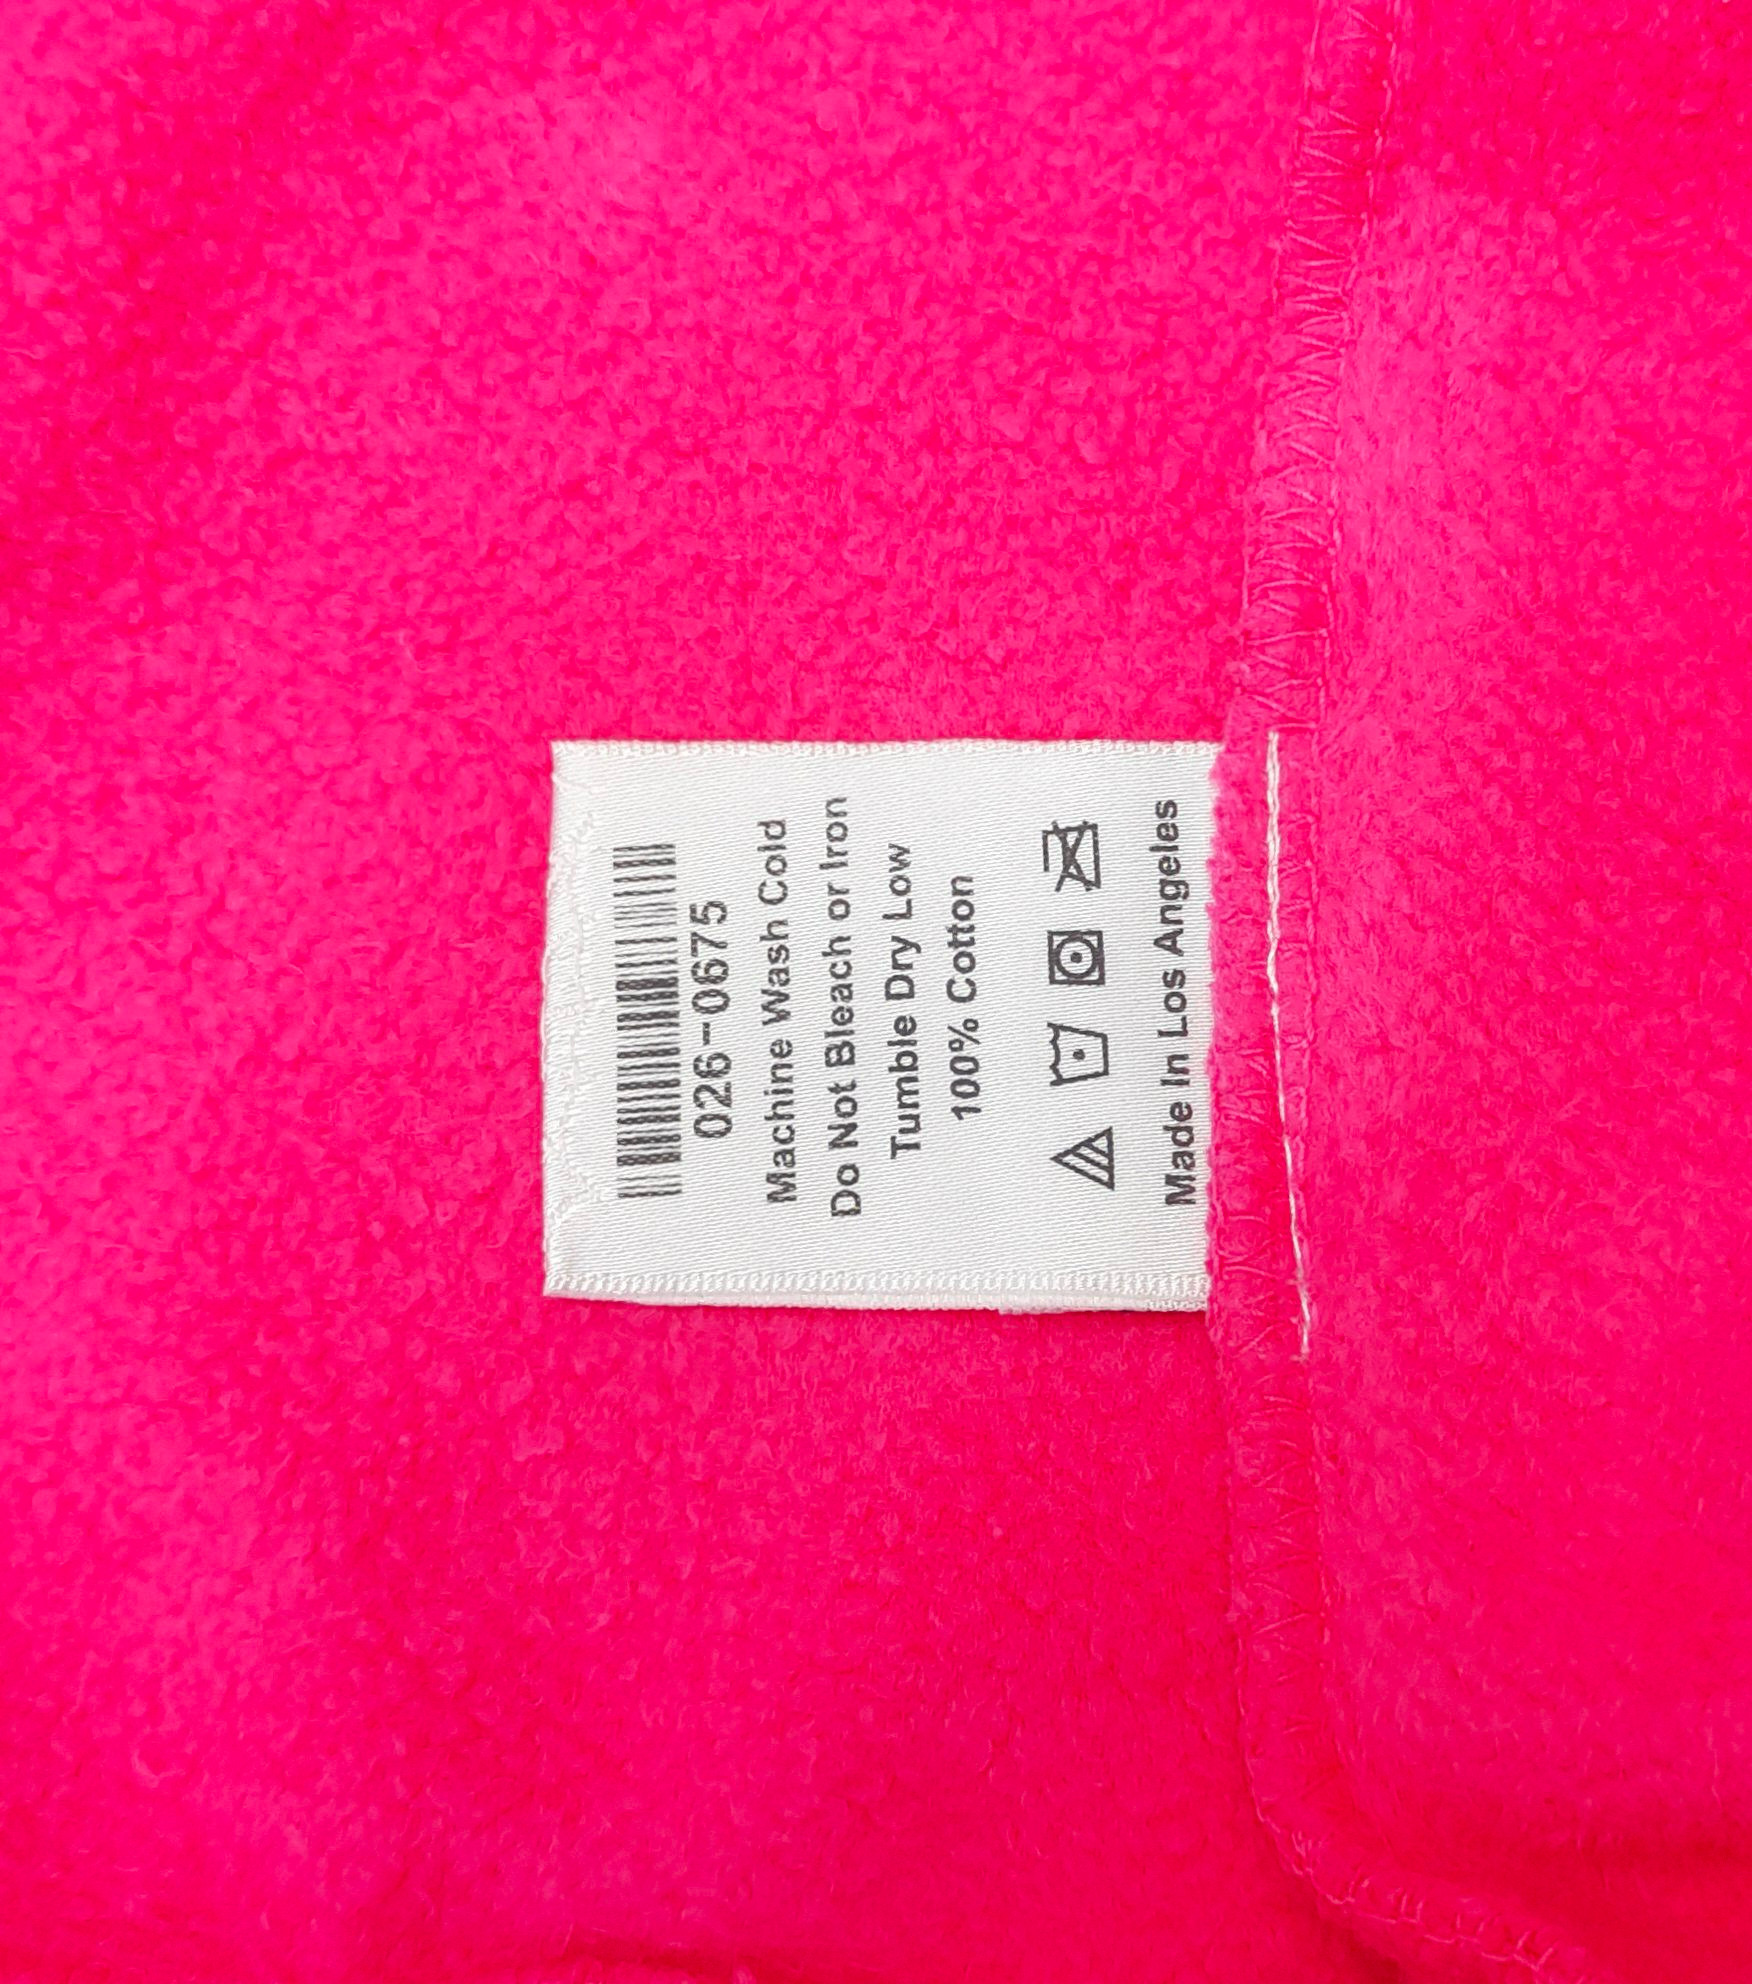 026-0675
Machine Wash Cold
Do Not Bleach or Iron
Tumble Dry Low
100% Cotton
Made In Los Angeles